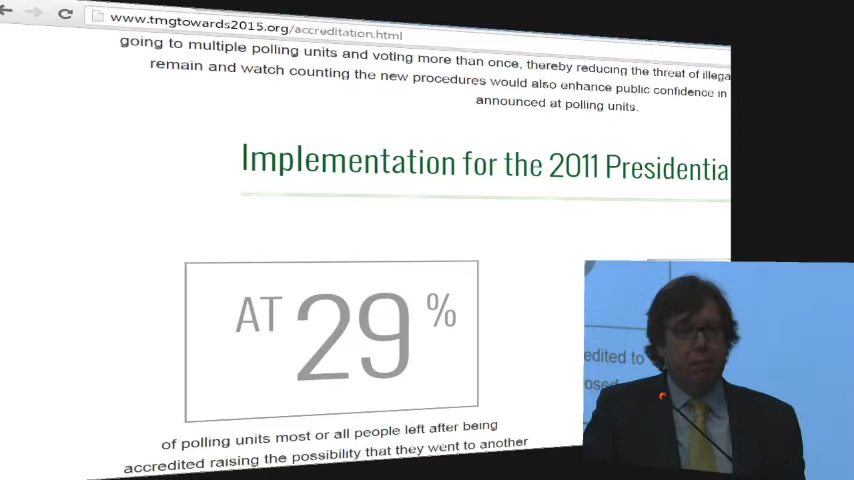 www.tmgtowards2015.org/accreditation.html
going to multiple polling units and voting more than once, thereby reducing the threat of illega
remain and watch counting the new procedures would also enhance public confidence in
announced at polling units.
Implementation for the 2011 Presidentia
AT 29 %
of polling units most or all people left after being
accredited raising the possibility that they went to another
edited to
osed